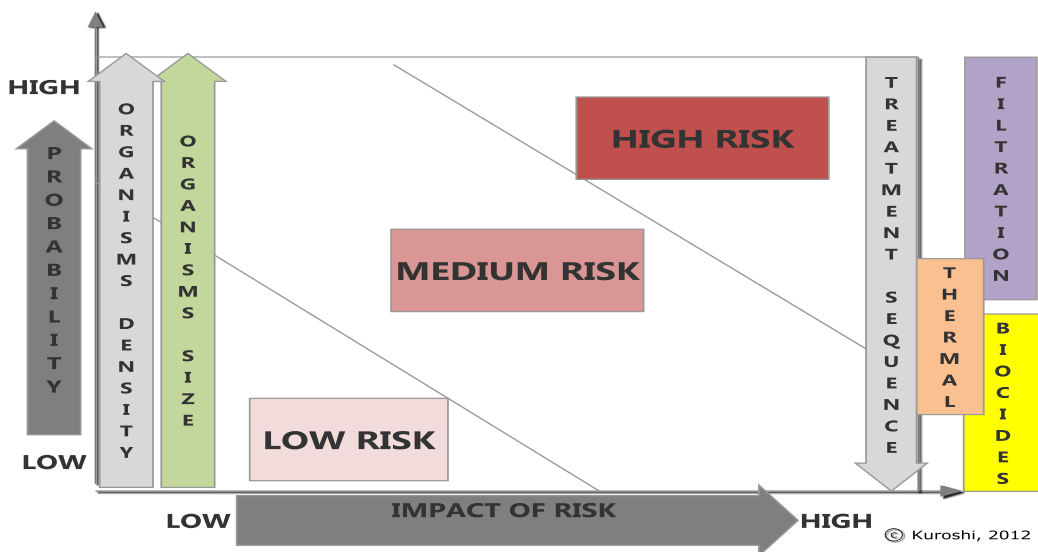 HIGH
PROBABILITY
LOW
ORGANISMS DENSITY
ORGANISMS SIZE
HIGH RISK
MEDIUM RISK
LOW RISK
TREATMENT SEQUENCE
FILTRATION
THERMAL
BIOCIDES
LOW
IMPACT OF RISK
HIGH
© Kuroshi, 2012